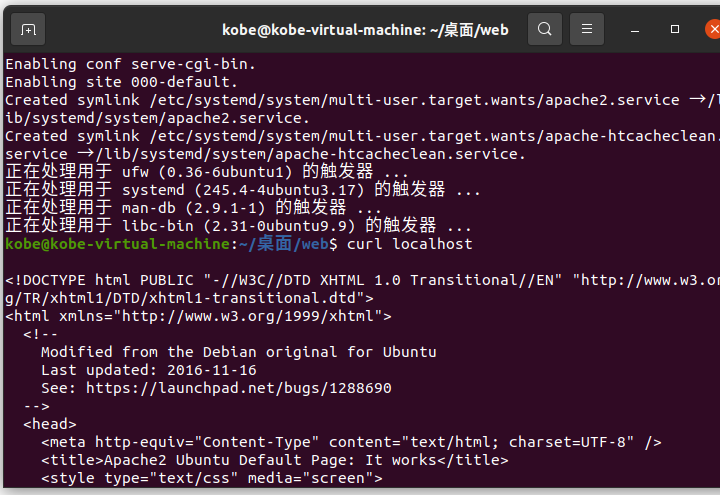 kobe@kobe-virtual-machine: ~/桌面/web
Enabling conf serve-cgi-bin.
Enabling site 000-default.
Created symlink /etc/systemd/system/multi-user.target.wants/apache2.service →/l
ib/systemd/system/apache2.service.
Created symlink /etc/systemd/system/multi-user.target.wants/apache-htcacheclean.
service →/lib/systemd/system/apache-htcacheclean.service.
正在处理用于 ufw (0.36-6ubuntu1) 的触发器 ...
正在处理用于 systemd (245.4-4ubuntu3.17) 的触发器 ...
正在处理用于 man-db (2.9.1-1) 的触发器 ...
正在处理用于 libc-bin (2.31-0ubuntu9.9) 的触发器 ...
kobe@kobe-virtual-machine:~/桌面/web$ curl localhost
<!DOCTYPE html PUBLIC "-//W3C//DTD XHTML 1.0 Transitional//EN" "http://www.w3.or
g/TR/xhtml1/DTD/xhtml1-transitional.dtd">
<html xmlns="http://www.w3.org/1999/xhtml">
<!--
Modified from the Debian original for Ubuntu
Last updated: 2016-11-16
See: https://launchpad.net/bugs/1288690
-->
<head>
<meta http-equiv="Content-Type" content="text/html; charset=UTF-8" />
<title>Apache2 Ubuntu Default Page: It works</title>
<style type="text/css" media="screen">